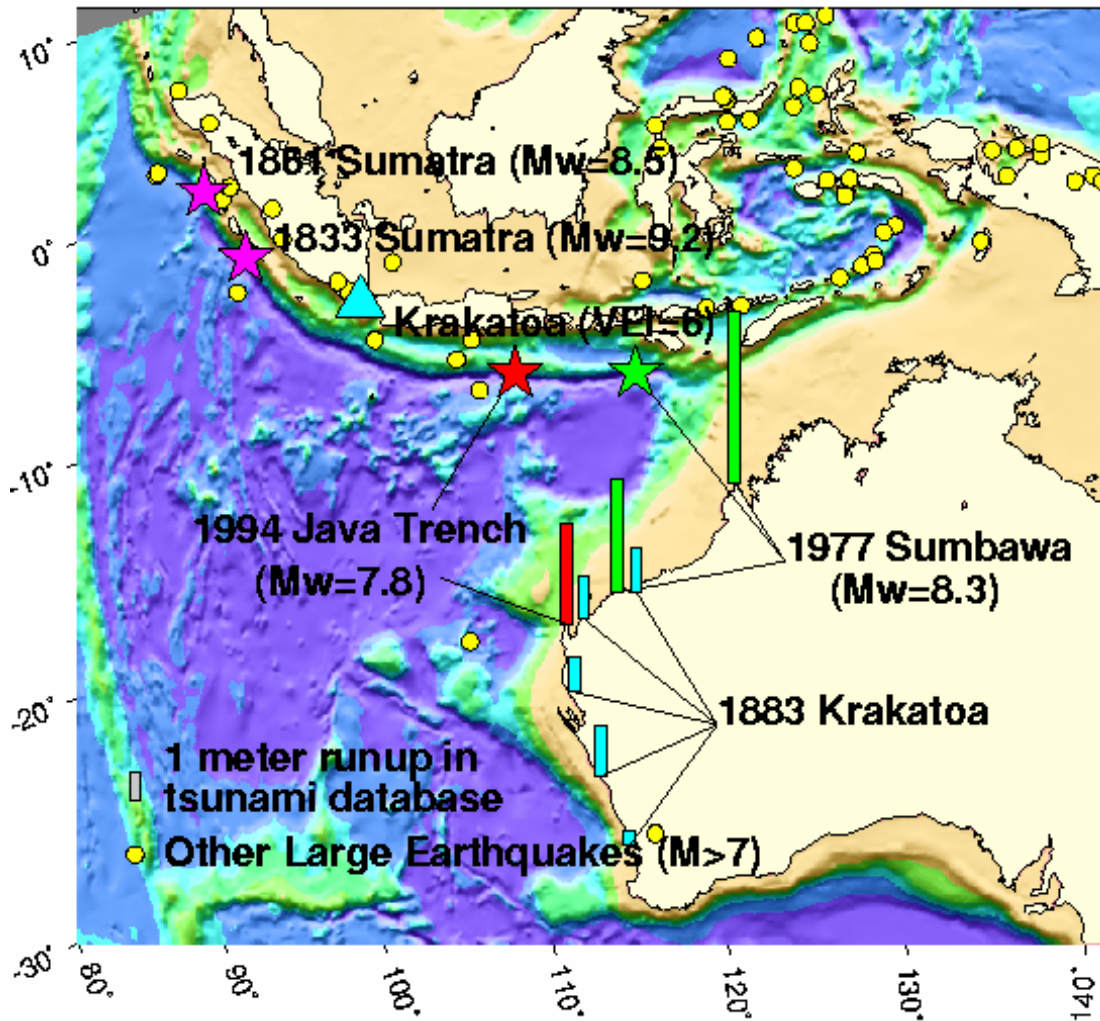 10°
1861 Sumatra (Mw=8.5)
1833 Sumatra (Mw=9.2)
0°
Krakatoa (VEI=6)
-10°
1994 Java Trench
(Mw=7.8)
1977 Sumbawa
(Mw=8.3)
-20°
1883 Krakatoa
1 meter runup in
tsunami database
Other Large Earthquakes (M>7)
-30°
80°
90°
100°
110°
120°
130°
140°